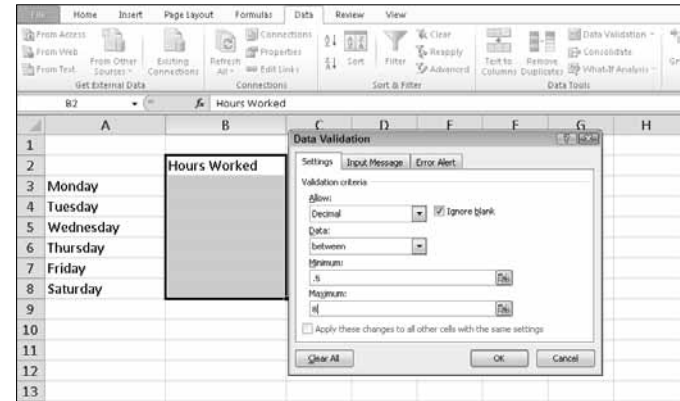 File Home Insert Page Layout Formulas Data Review View
From Access
From Web
From Text
From Other Sources
Existing Connections
Get External Data
Refresh All
Connections
Properties
Edit Links
Connections
Sort
Filter
Clear
Reapply
Advanced
Sort & Filter
Text to Columns
Remove Duplicates
Data Validation
Consolidate
What-If Analysis
Data Tools
B2 fx Hours Worked
A B C D E F G H
1
2 Hours Worked
3 Monday
4 Tuesday
5 Wednesday
6 Thursday
7 Friday
8 Saturday
9
10
11
12
13
Data Validation
Settings Input Message Error Alert
Validation criteria
Allow:
Decimal Ignore blank
Data:
between
Minimum:
Maximum:
Apply these changes to all other cells with the same settings
Clear All OK Cancel